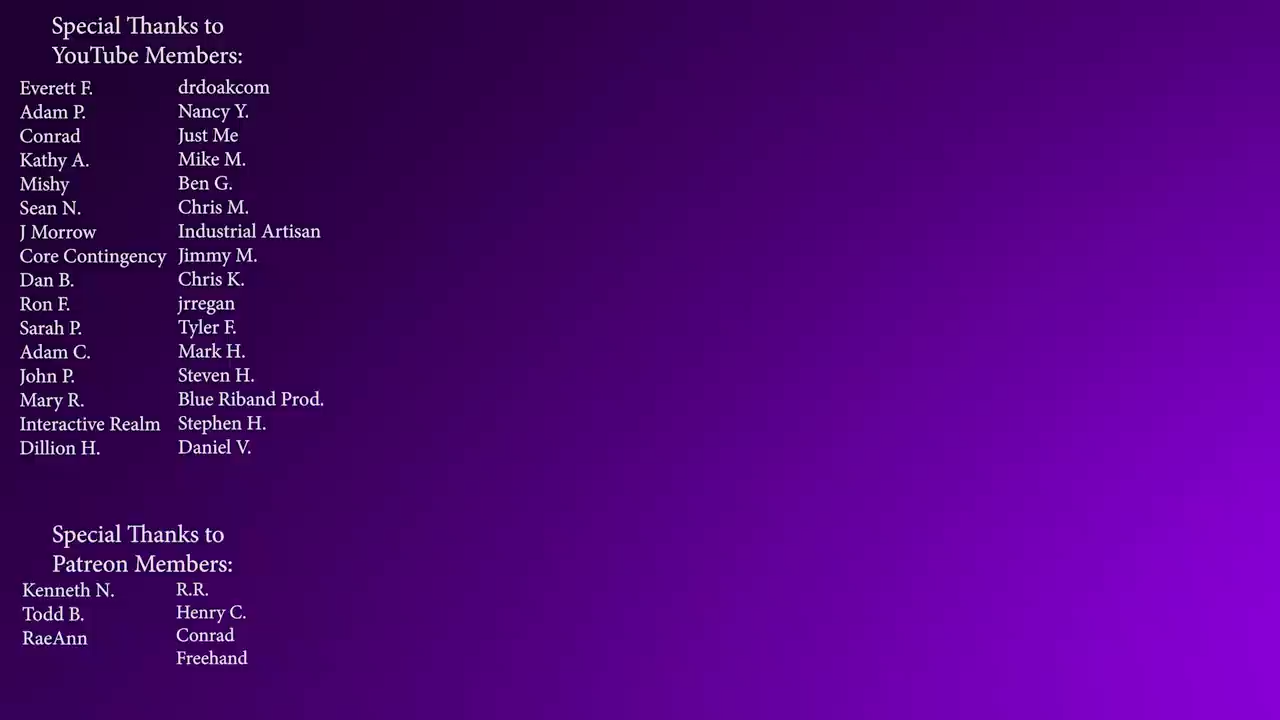 Special Thanks to
YouTube Members:
Everett F.
Adam P.
Conrad
Kathy A.
Mishy
Sean N.
J Morrow
Core Contingency
Dan B.
Ron F.
Sarah P.
Adam C.
John P.
Mary R.
Interactive Realm
Dillion H.
drdoakcom
Nancy Y.
Just Me
Mike M.
Ben G.
Chris M.
Industrial Artisan
Jimmy M.
Chris K.
jrregan
Tyler F.
Mark H.
Steven H.
Blue Riband Prod.
Stephen H.
Daniel V.
Special Thanks to
Patreon Members:
Kenneth N.
Todd B.
RaeAnn
R.R.
Henry C.
Conrad
Freehand